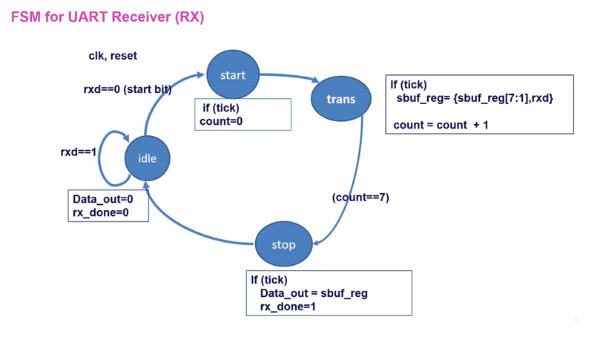 FSM for UART Receiver (RX)
clk, reset
rxd==0 (start bit)
start
if (tick)
count=0
trans
If (tick)
sbuf_reg= {sbuf_reg[7:1],rxd}
count = count + 1
rxd==1
idle
Data_out=0
rx_done=0
(count==7)
stop
If (tick)
Data_out = sbuf_reg
rx_done=1